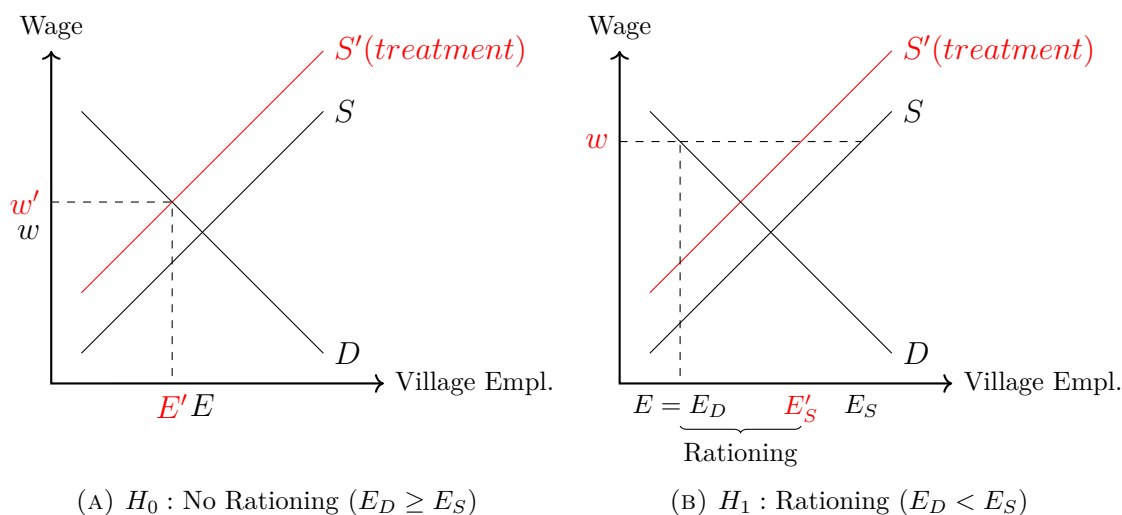 Wage
S′(treatment)
S
w′
w
D
Village Empl.
E′ E
(A) H₀ : No Rationing (E_D ≥ E_S)
Wage
S′(treatment)
S
w
D
Village Empl.
E = E_D
E′_S
E_S
Rationing
(B) H₁ : Rationing (E_D < E_S)